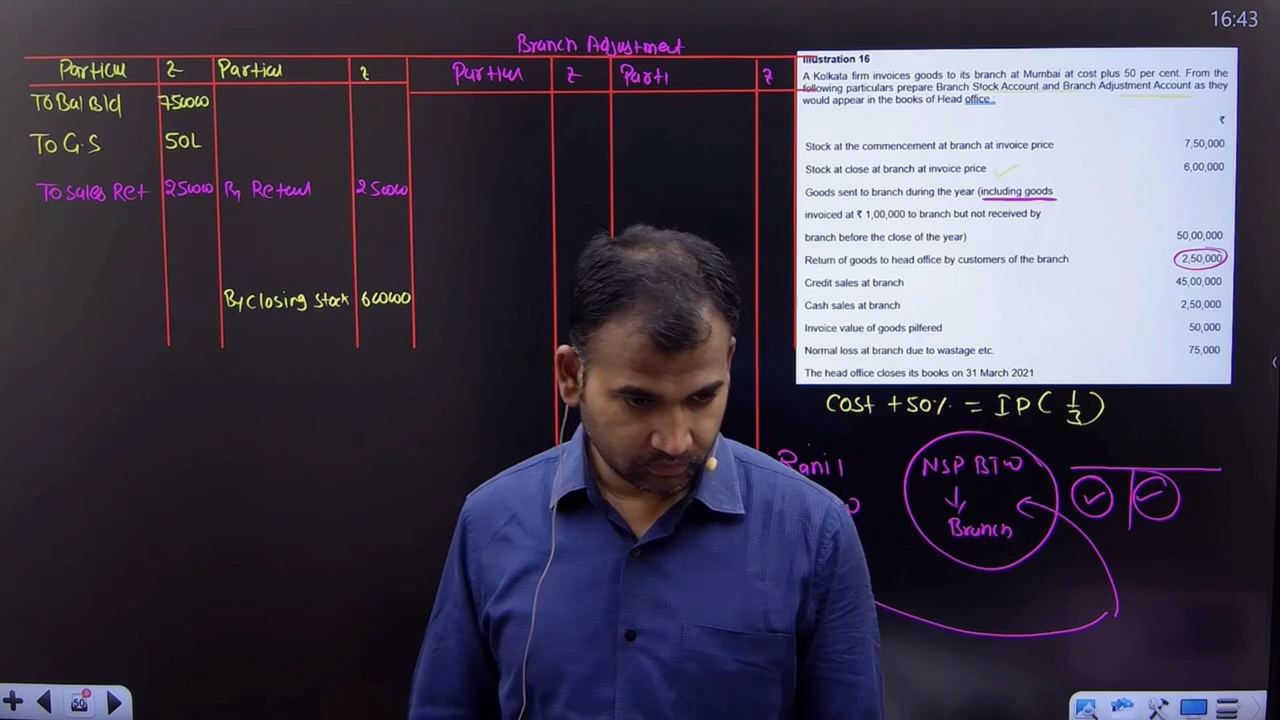 16:43
Branch Adjustment
Particu ₹ Particu ₹
Particu ₹ Parti ₹
To Bal B/d 750000
To G.S 50L
To Sales Ret 250000 By Return 250000
By Closing Stock 600000
Illustration 16
A Kolkata firm invoices goods to its branch at Mumbai at cost plus 50 per cent. From the
following particulars prepare Branch Stock Account and Branch Adjustment Account as they
would appear in the books of Head office :
₹
Stock at the commencement at branch at invoice price 7,50,000
Stock at close at branch at invoice price 6,00,000
Goods sent to branch during the year (including goods
invoiced at ₹ 1,00,000 to branch but not received by
branch before the close of the year) 50,00,000
Return of goods to head office by customers of the branch 2,50,000
Credit sales at branch 45,00,000
Cash sales at branch 2,50,000
Invoice value of goods pilfered 50,000
Normal loss at branch due to wastage etc. 75,000
The head office closes its books on 31 March 2021
Cost + 50% = IP ( 1/3 )
NSP BTW
Branch
50